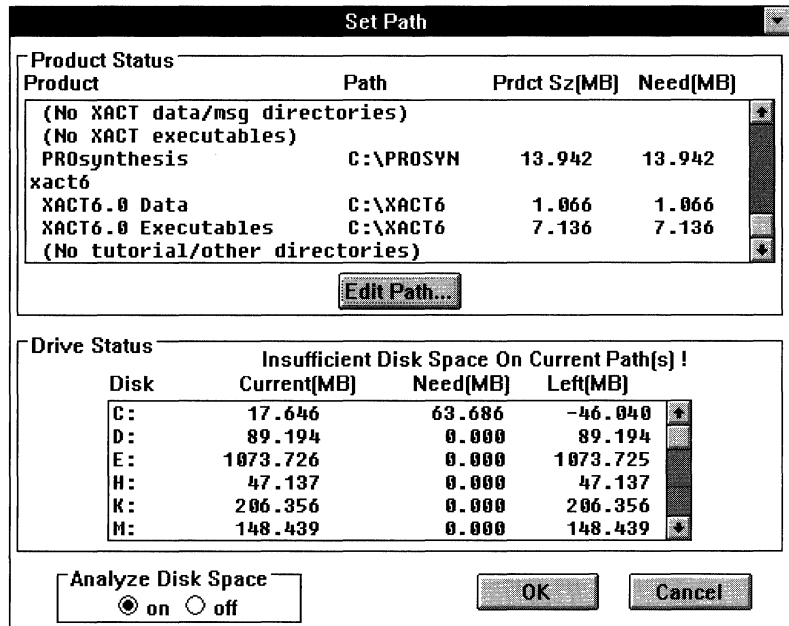 Set Path
Product Status
Product Path Prdct Sz(MB) Need(MB)
(No XACT data/msg directories)
(No XACT executables)
PROsynthesis C:\PROSYN 13.942 13.942
xact6
XACT6.0 Data C:\XACT6 1.066 1.066
XACT6.0 Executables C:\XACT6 7.136 7.136
(No tutorial/other directories)
Edit Path...
Drive Status
Insufficient Disk Space On Current Path(s) !
Disk Current(MB) Need(MB) Left(MB)
C: 17.646 63.686 -46.040
D: 89.194 0.000 89.194
E: 1073.726 0.000 1073.725
H: 47.137 0.000 47.137
K: 206.356 0.000 206.356
M: 148.439 0.000 148.439
Analyze Disk Space
on off
OK Cancel